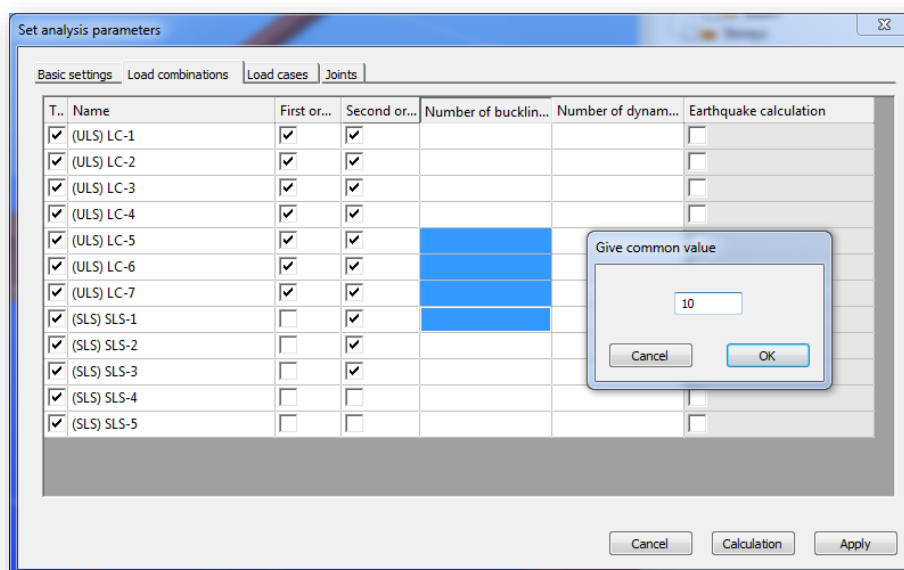 Set analysis parameters
Basic settings Load combinations Load cases Joints
T.. Name First or... Second or... Number of bucklin... Number of dynam... Earthquake calculation
(ULS) LC-1
(ULS) LC-2
(ULS) LC-3
(ULS) LC-4
(ULS) LC-5
Give common value
(ULS) LC-6
(ULS) LC-7
10
(SLS) SLS-1
(SLS) SLS-2
Cancel OK
(SLS) SLS-3
(SLS) SLS-4
(SLS) SLS-5
Cancel Calculation Apply